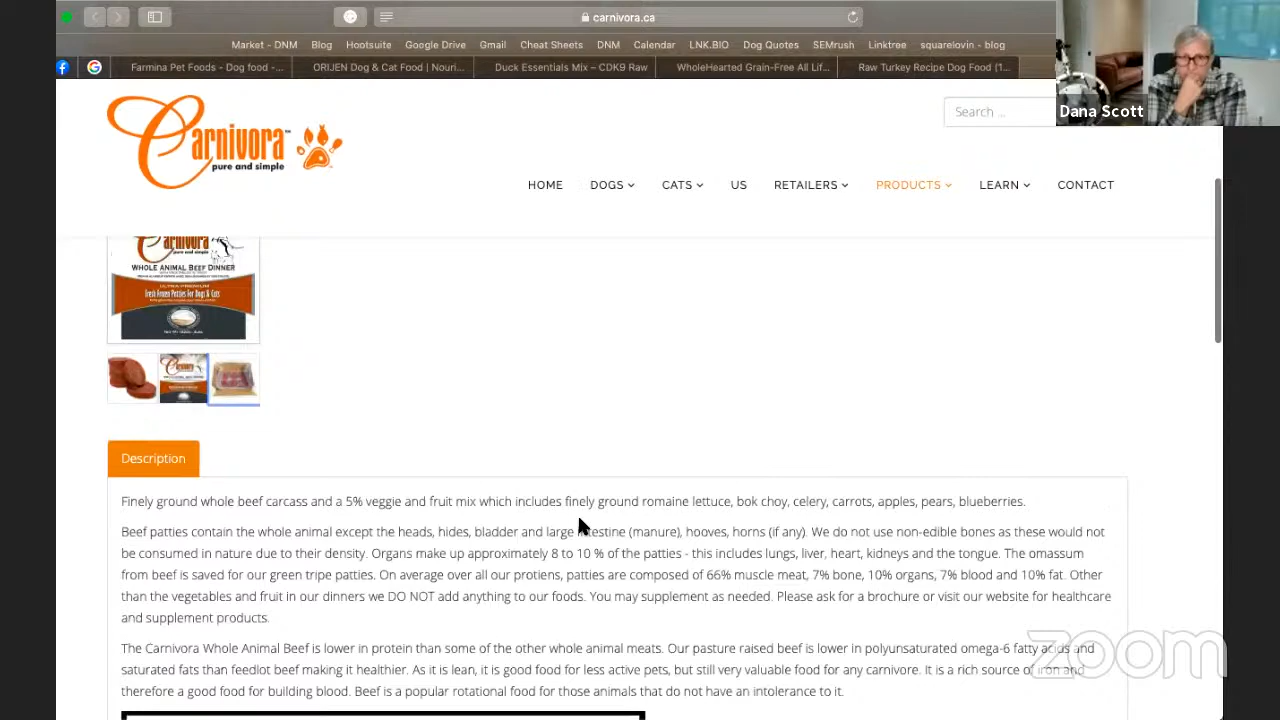 carnivora.ca
Market - DNM Blog Hootsuite Google Drive Gmail Cheat Sheets DNM Calendar LNK.BIO Dog Quotes SEMrush Linktree squarelovin - blog
Farmina Pet Foods - Dog food -... ORIJEN Dog & Cat Food | Nouri... Duck Essentials Mix – CDK9 Raw WholeHearted Grain-Free All Lif... Raw Turkey Recipe Dog Food (1...
Dana Scott
Carnivora™
pure and simple
Search ...
HOME DOGS CATS US RETAILERS PRODUCTS LEARN CONTACT
Carnivora
pure and simple
WHOLE ANIMAL BEEF DINNER
ULTRA PREMIUM
Fresh Frozen Patties For Dogs & Cats
Description
Finely ground whole beef carcass and a 5% veggie and fruit mix which includes finely ground romaine lettuce, bok choy, celery, carrots, apples, pears, blueberries.
Beef patties contain the whole animal except the heads, hides, bladder and large intestine (manure), hooves, horns (if any). We do not use non-edible bones as these would not
be consumed in nature due to their density. Organs make up approximately 8 to 10 % of the patties - this includes lungs, liver, heart, kidneys and the tongue. The omassum
from beef is saved for our green tripe patties. On average over all our protiens, patties are composed of 66% muscle meat, 7% bone, 10% organs, 7% blood and 10% fat. Other
than the vegetables and fruit in our dinners we DO NOT add anything to our foods. You may supplement as needed. Please ask for a brochure or visit our website for healthcare
and supplement products.
The Carnivora Whole Animal Beef is lower in protein than some of the other whole animal meats. Our pasture raised beef is lower in polyunsaturated omega-6 fatty acids and
saturated fats than feedlot beef making it healthier. As it is lean, it is good food for less active pets, but still very valuable food for any carnivore. It is a rich source of iron and
therefore a good food for building blood. Beef is a popular rotational food for those animals that do not have an intolerance to it.
zoom